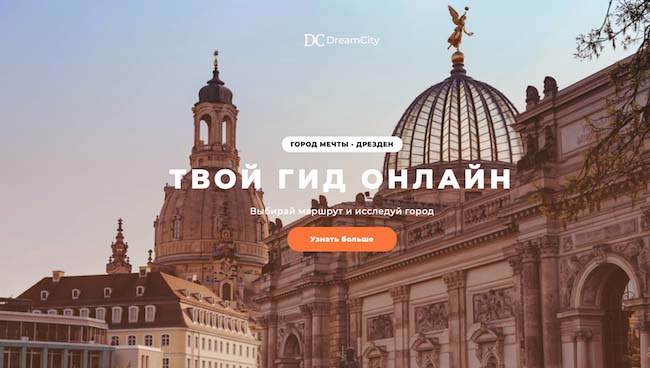 DC DreamCity
ГОРОД МЕЧТЫ • ДРЕЗДЕН
ТВОЙ ГИД ОНЛАЙН
Выбирай маршрут и исследуй город
Узнать больше